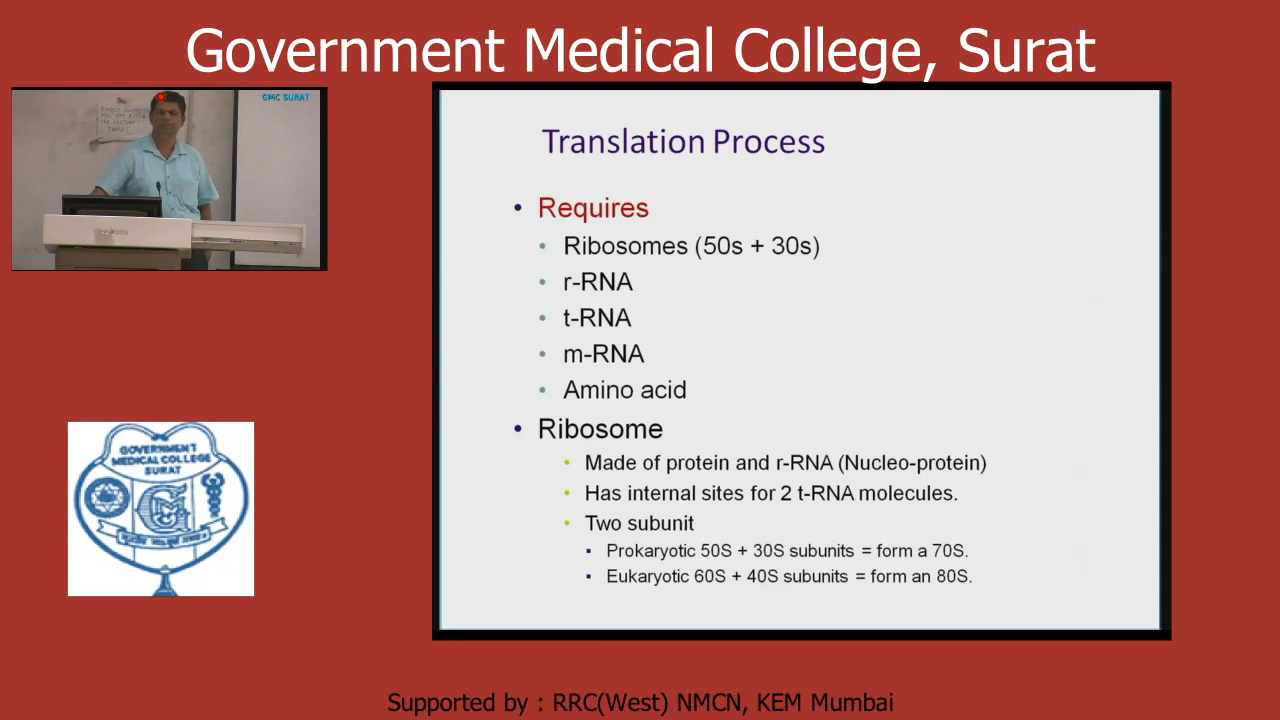 Government Medical College, Surat
GMC SURAT
Translation Process
• Requires
• Ribosomes (50s + 30s)
• r-RNA
• t-RNA
• m-RNA
• Amino acid
• Ribosome
• Made of protein and r-RNA (Nucleo-protein)
• Has internal sites for 2 t-RNA molecules.
• Two subunit
▪ Prokaryotic 50S + 30S subunits = form a 70S.
▪ Eukaryotic 60S + 40S subunits = form an 80S.
GOVERNMENT
MEDICAL COLLEGE
SURAT
Supported by : RRC(West) NMCN, KEM Mumbai